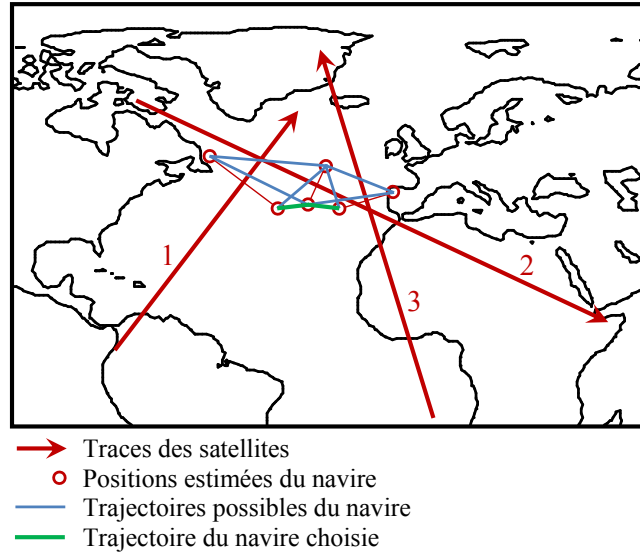 1
2
3
Traces des satellites
Positions estimées du navire
Trajectoires possibles du navire
Trajectoire du navire choisie